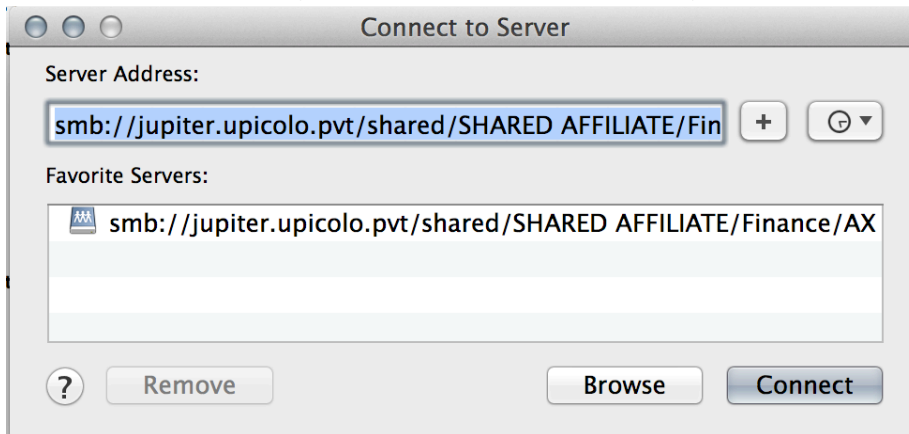 Connect to Server
Server Address:
smb://jupiter.upicolo.pvt/shared/SHARED AFFILIATE/Fin
+
Favorite Servers:
smb://jupiter.upicolo.pvt/shared/SHARED AFFILIATE/Finance/AX
? Remove Browse Connect